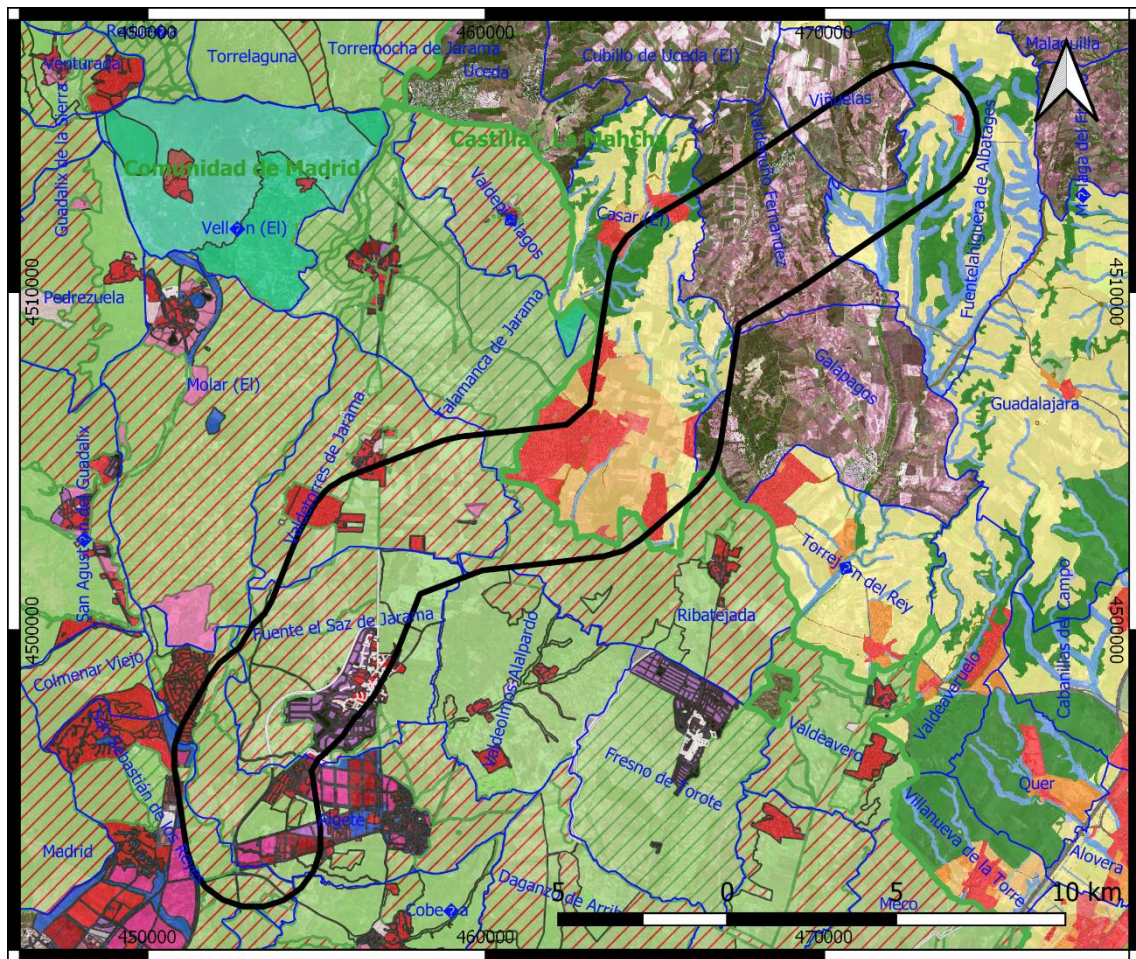 450000
460000
470000
Venturada
Torrelaguna
Torremocha de Jarama
Uceda
Cubillo de Uceda (El)
Malaguilla
Viñuelas
Guadalix de la Sierra
Comunidad de Madrid
Castilla - La Mancha
Valdepiélagos
Vell�n (El)
Casar (El)
Valdenuño Fernández
Fuentelahiguera de Albatages
4510000
4510000
Pedrezuela
Molar (El)
Talamanca de Jarama
Galápagos
Guadalajara
Valdetorres de Jarama
San Agust�n del Guadalix
Torrej�n del Rey
Ribatejada
Fuente el Saz de Jarama
4500000
4500000
Colmenar Viejo
Valdeolmos-Alalpardo
Valdeaveruelo
Cabanillas del Campo
San Sebastián de los Reyes
Fresno de Torote
Valdeavero
Quer
Villanueva de la Torre
Algete
Madrid
Alovera
Daganzo de Arrib
Cobe�a
Meco
5 0 5 10 km
450000
460000
470000